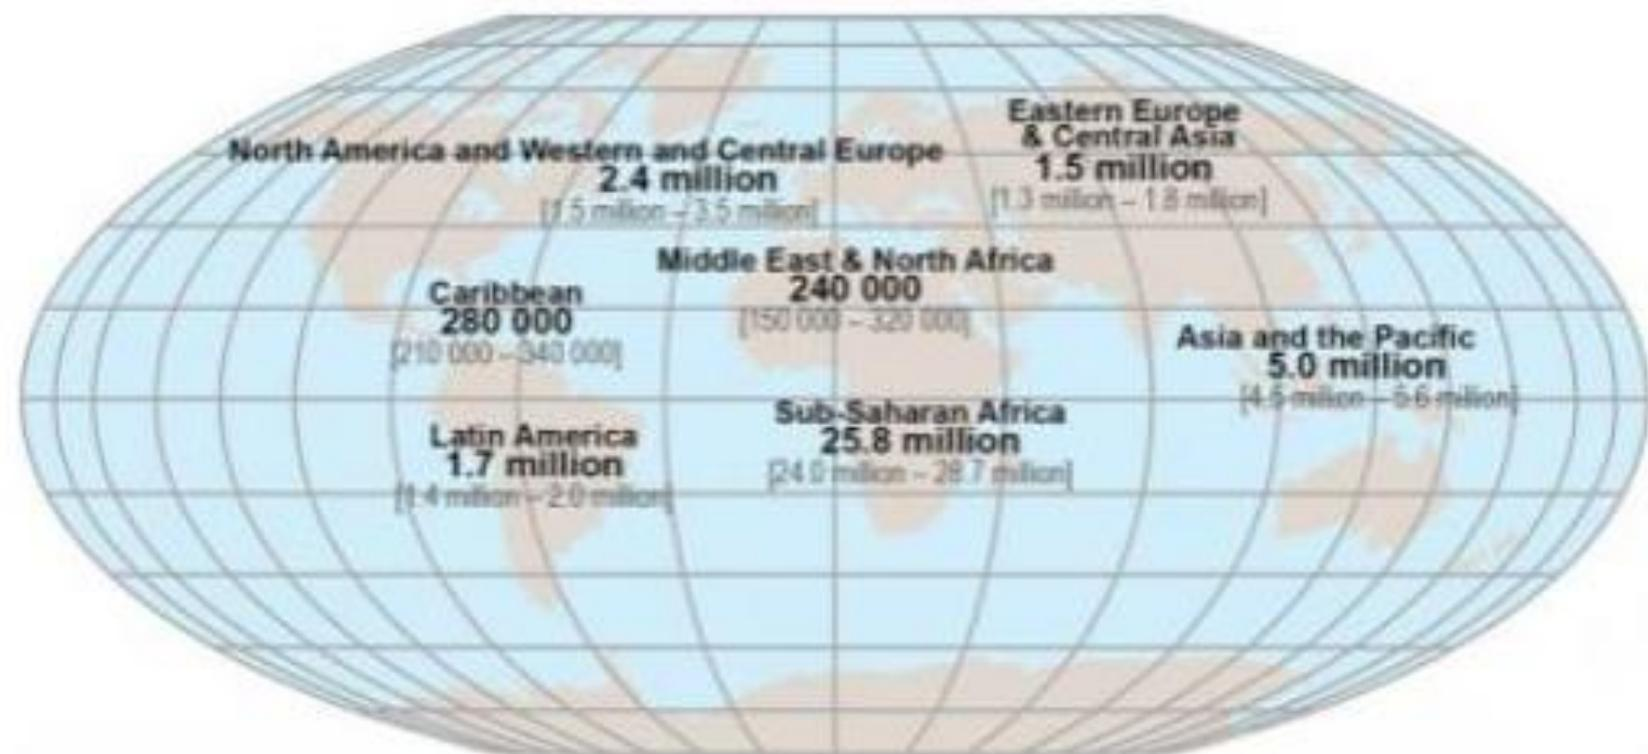 Eastern Europe
& Central Asia
1.5 million
[1.3 million – 1.8 million]
North America and Western and Central Europe
2.4 million
[1.5 million – 3.5 million]
Middle East & North Africa
240 000
[150 000 – 320 000]
Caribbean
280 000
[210 000 – 340 000]
Asia and the Pacific
5.0 million
[4.5 million – 5.6 million]
Sub-Saharan Africa
25.8 million
[24.0 million – 28.7 million]
Latin America
1.7 million
[1.4 million – 2.0 million]